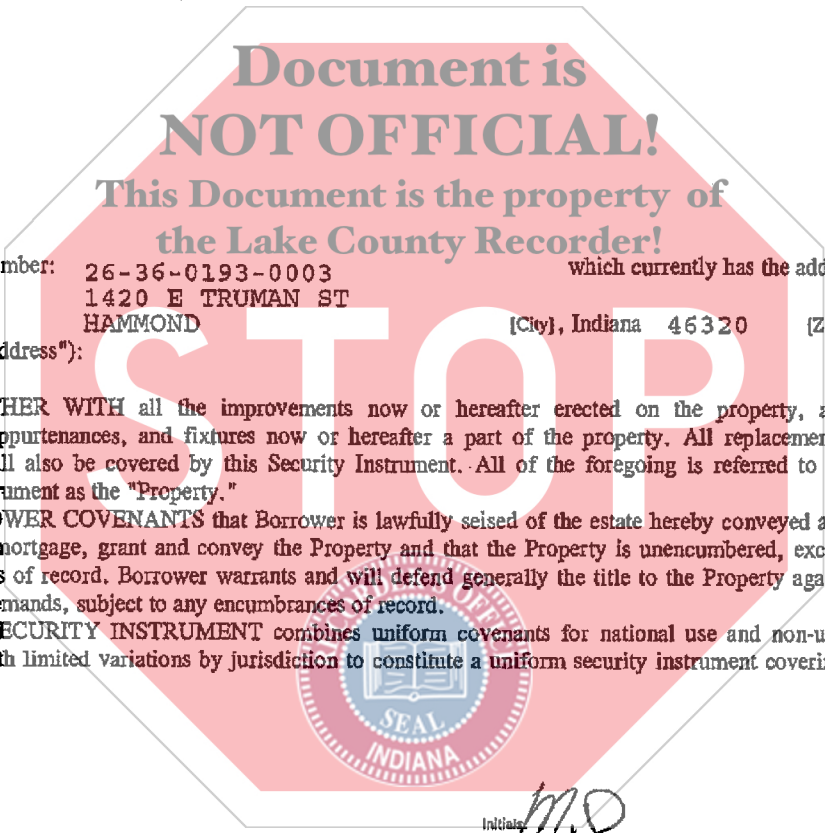 Document is
NOT OFFICIAL!
This Document is the property of
the Lake County Recorder!
mber: 26-36-0193-0003 which currently has the add
1420 E TRUMAN ST
HAMMOND [City], Indiana 46320 [Z
ddress"):
STOP
HER WITH all the improvements now or hereafter erected on the property, a
ppurtenances, and fixtures now or hereafter a part of the property. All replacemen
ll also be covered by this Security Instrument. All of the foregoing is referred to
rument as the "Property."
WER COVENANTS that Borrower is lawfully seised of the estate hereby conveyed a
mortgage, grant and convey the Property and that the Property is unencumbered, exc
s of record. Borrower warrants and will defend generally the title to the Property aga
mands, subject to any encumbrances of record.
ECURITY INSTRUMENT combines uniform covenants for national use and non-u
th limited variations by jurisdiction to constitute a uniform security instrument coveri
SEAL
INDIANA
Initials: M.D